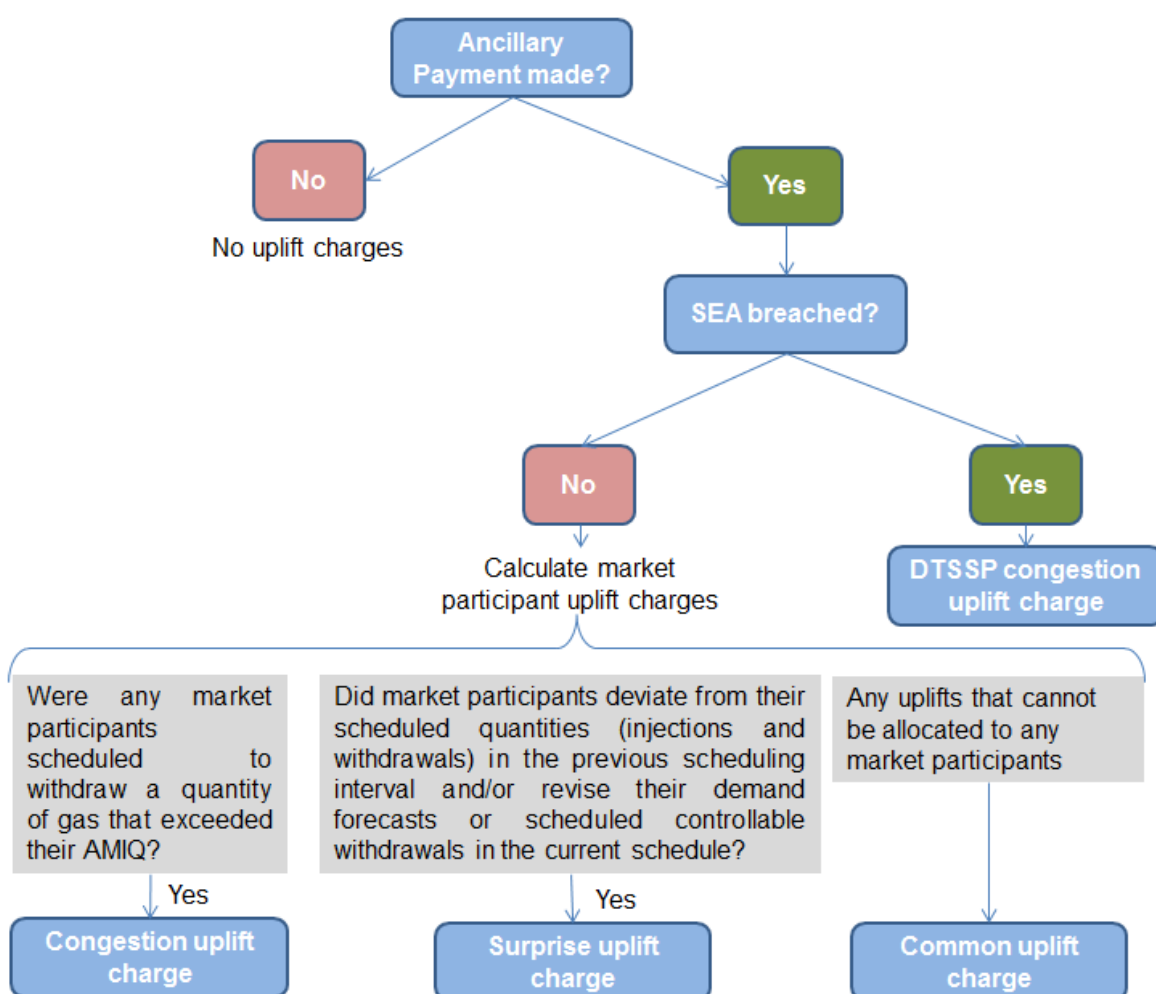 Ancillary
Payment made?
No
Yes
No uplift charges
SEA breached?
No
Yes
Calculate market
participant uplift charges
DTSSP congestion
uplift charge
Were any market
participants
scheduled to
withdraw a quantity
of gas that exceeded
their AMIQ?
Did market participants deviate from their
scheduled quantities (injections and
withdrawals) in the previous scheduling
interval and/or revise their demand
forecasts or scheduled controllable
withdrawals in the current schedule?
Any uplifts that cannot
be allocated to any
market participants
Yes
Yes
Congestion uplift
charge
Surprise uplift
charge
Common uplift
charge